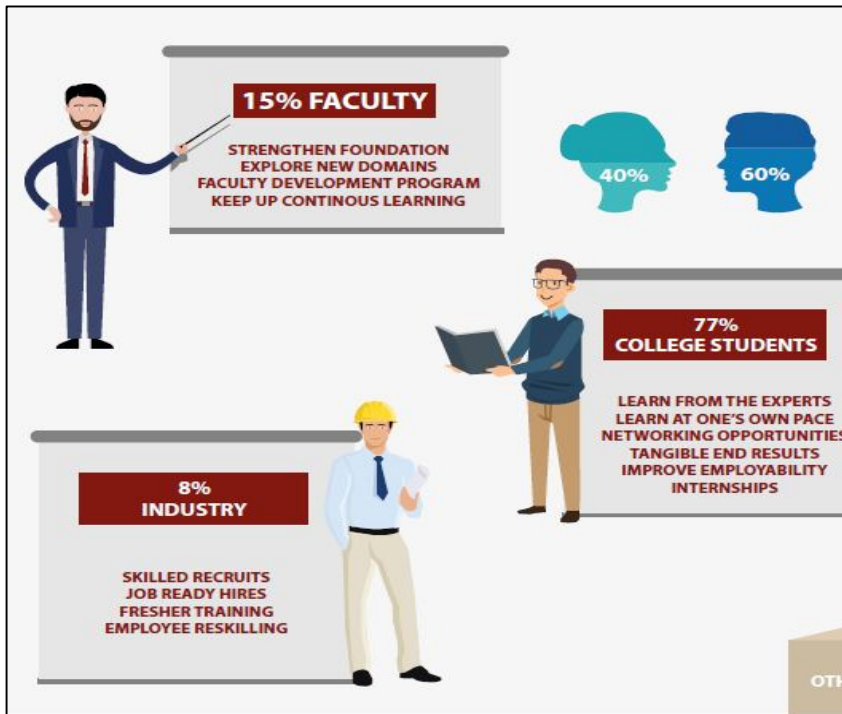 15% FACULTY
STRENGTHEN FOUNDATION
EXPLORE NEW DOMAINS
FACULTY DEVELOPMENT PROGRAM
KEEP UP CONTINOUS LEARNING
40%
60%
77%
COLLEGE STUDENTS
LEARN FROM THE EXPERTS
LEARN AT ONE'S OWN PACE
NETWORKING OPPORTUNITIES
TANGIBLE END RESULTS
IMPROVE EMPLOYABILITY
INTERNSHIPS
8%
INDUSTRY
SKILLED RECRUITS
JOB READY HIRES
FRESHER TRAINING
EMPLOYEE RESKILLING